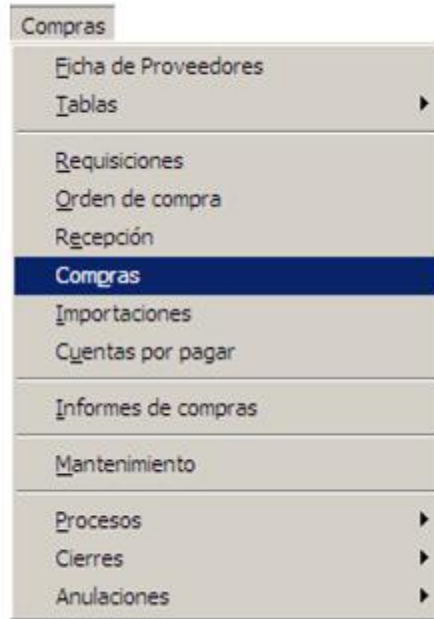 Compras
Ficha de Proveedores
Tablas
Requisiciones
Orden de compra
Recepción
Compras
Importaciones
Cuentas por pagar
Informes de compras
Mantenimiento
Procesos
Cierres
Anulaciones